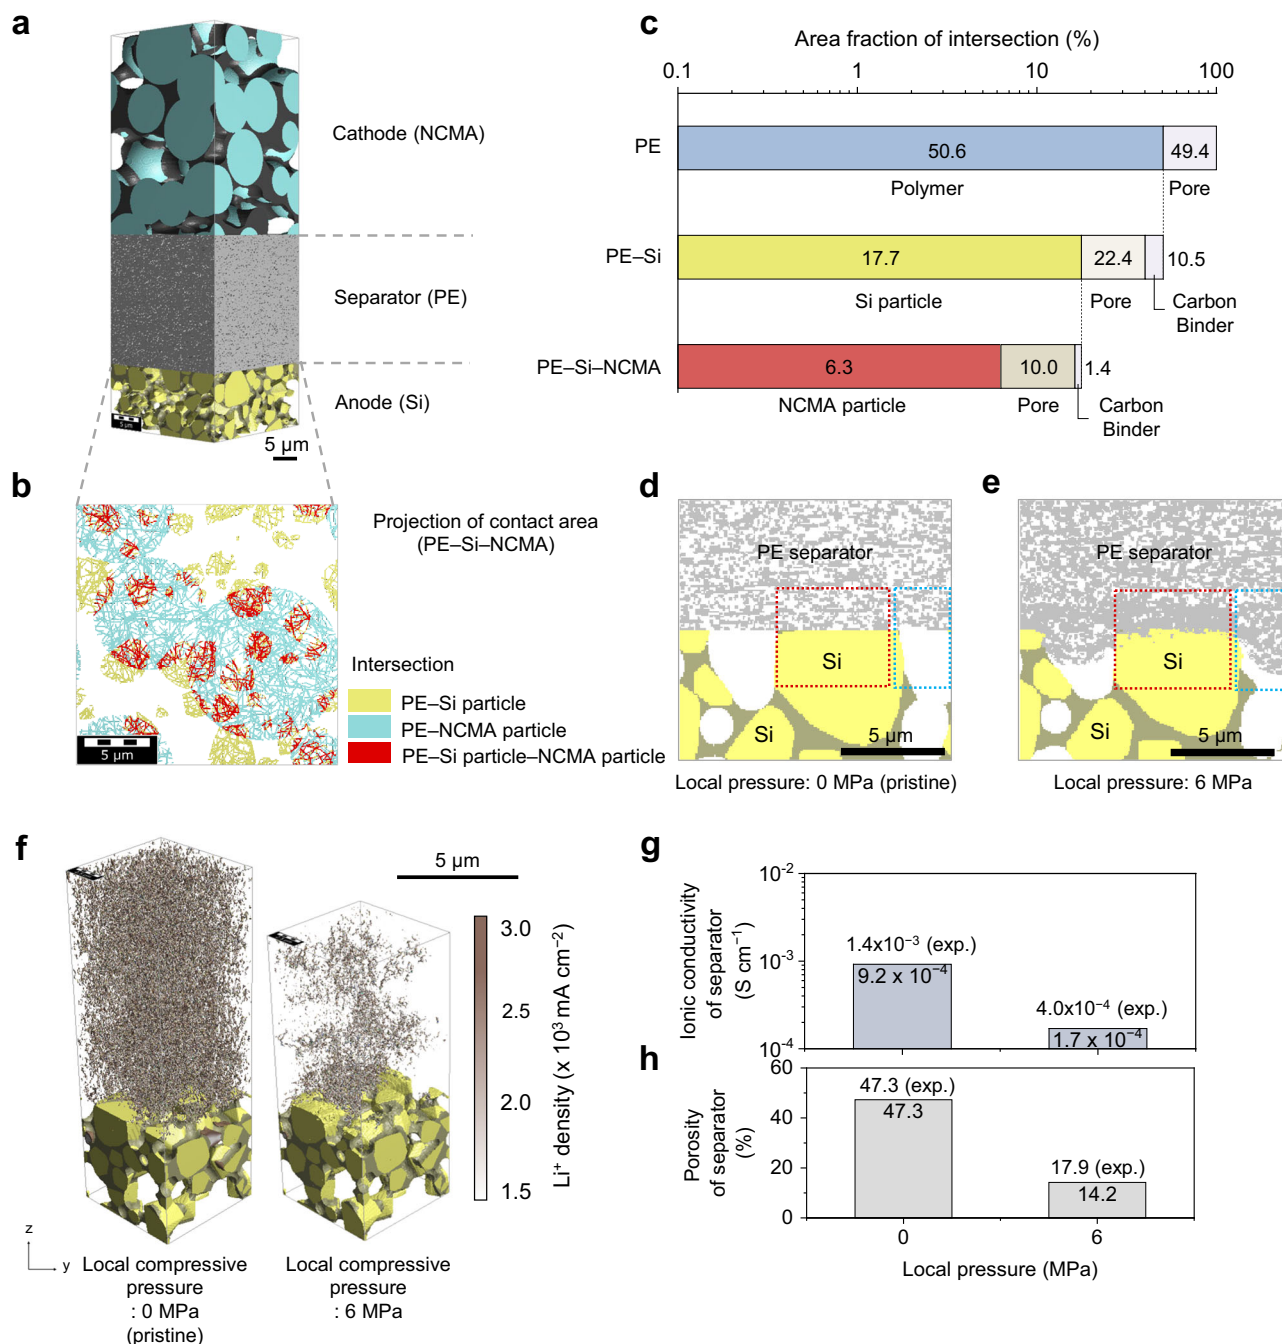 a
Cathode (NCMA)
Separator (PE)
Anode (Si)
5 µm
5 µm
b
Projection of contact area
(PE–Si–NCMA)
Intersection
PE–Si particle
PE–NCMA particle
PE–Si particle–NCMA particle
5 µm
c
Area fraction of intersection (%)
0.1 1 10 100
PE 50.6 49.4
Polymer Pore
PE–Si 17.7 22.4 10.5
Si particle Pore Carbon
Binder
PE–Si–NCMA 6.3 10.0 1.4
NCMA particle Pore Carbon
Binder
d
PE separator
Si
Si
5 µm
Local pressure: 0 MPa (pristine)
e
PE separator
Si
Si
5 µm
Local pressure: 6 MPa
f
5 µm
3.0
2.5
2.0
1.5
Li⁺ density (x 10³ mA cm⁻²)
z
y
Local compressive
pressure
: 0 MPa
(pristine)
Local compressive
pressure
: 6 MPa
g
Ionic conductivity
of separator
(S cm⁻¹)
10⁻²
10⁻³
10⁻⁴
1.4x10⁻³ (exp.)
9.2 x 10⁻⁴
4.0x10⁻⁴ (exp.)
1.7 x 10⁻⁴
h
Porosity
of separator
(%)
60
40
20
0
47.3 (exp.)
47.3
17.9 (exp.)
14.2
0 6
Local pressure (MPa)